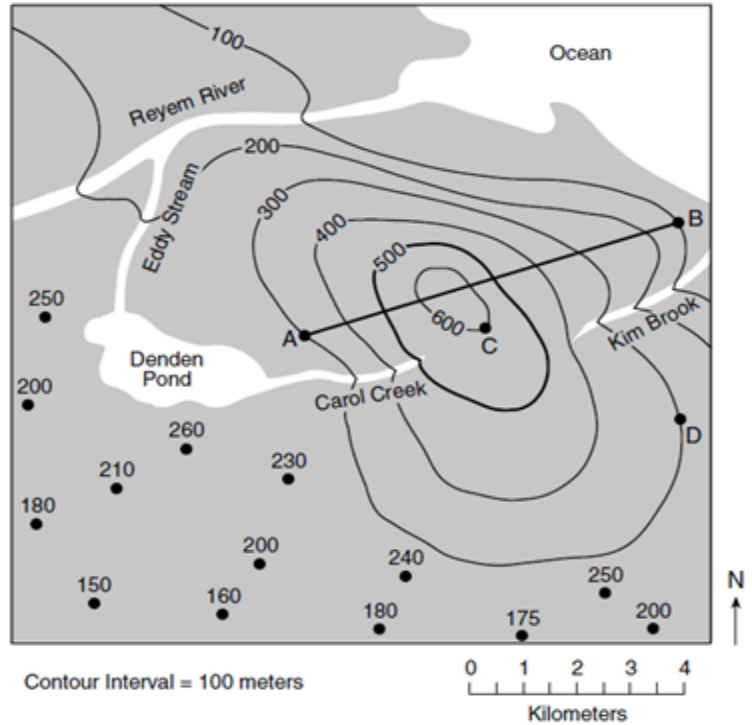 100
Ocean
Reyem River
200
Eddy Stream
300
400
B
500
250
600
A
C
Kim Brook
Denden
Pond
Carol Creek
200
260
D
210
230
180
200
240
250
150
160
180
175
200
N
Contour Interval = 100 meters
0 1 2 3 4
Kilometers